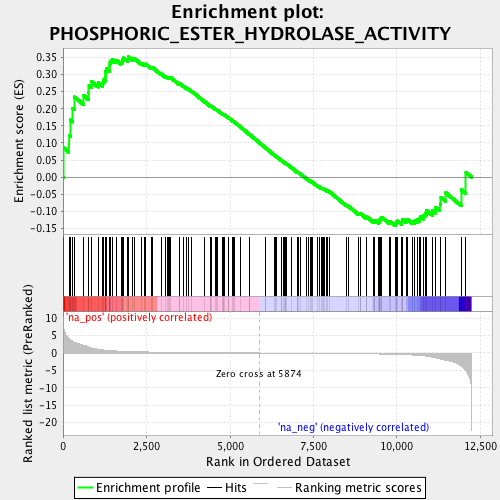 Enrichment plot:
PHOSPHORIC_ESTER_HYDROLASE_ACTIVITY
Enrichment score (ES)
0.35
0.30
0.25
0.20
0.15
0.10
0.05
0.00
-0.05
-0.10
-0.15
'na_pos' (positively correlated)
Ranked list metric (PreRanked)
10
5
0
-5
-10
-15
-20
Zero cross at 5874
'na_neg' (negatively correlated)
0
2,500
5,000
7,500
10,000
12,500
Rank in Ordered Dataset
Enrichment profile
Hits
Ranking metric scores